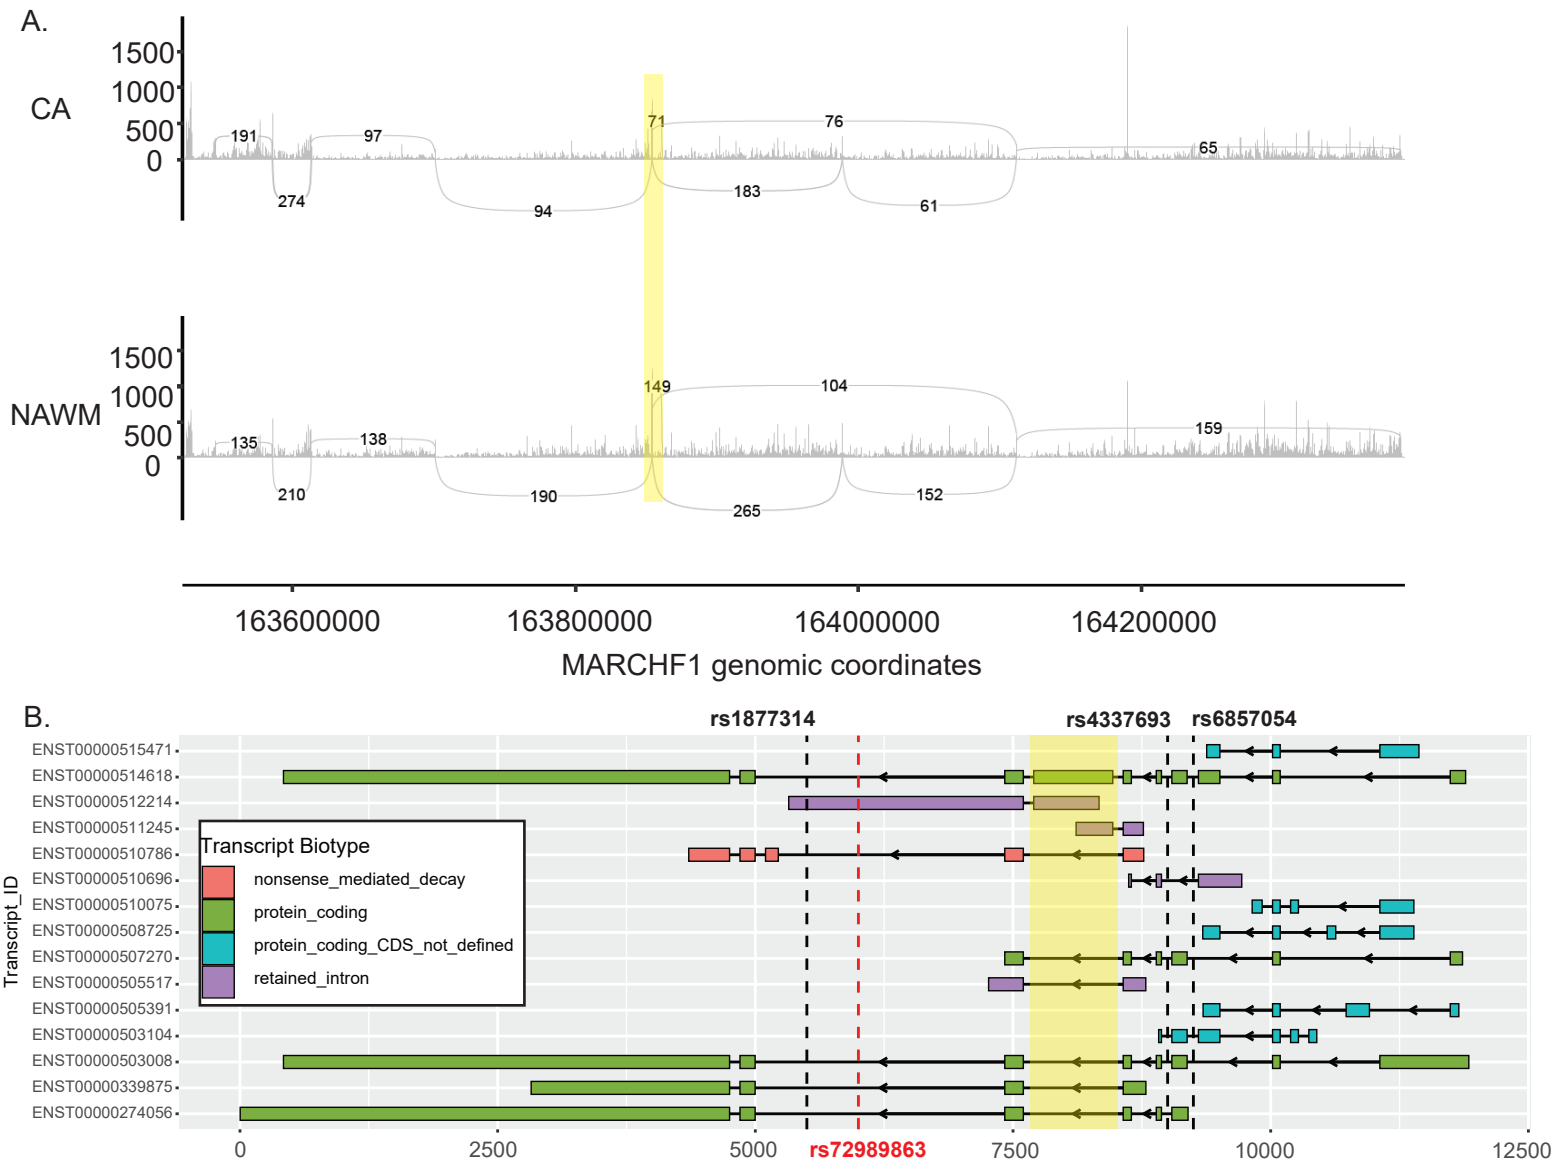 A.
CA
1500
1000
500
0
191
97
71
76
65
274
94
183
61
NAWM
1500
1000
500
0
149
104
135
138
159
210
190
265
152
163600000 163800000 164000000 164200000
MARCHF1 genomic coordinates
B.
rs1877314 rs4337693 rs6857054
Transcript_ID
ENST00000515471
ENST00000514618
ENST00000512214
ENST00000511245
ENST00000510786
ENST00000510696
ENST00000510075
ENST00000508725
ENST00000507270
ENST00000505517
ENST00000505391
ENST00000503104
ENST00000503008
ENST00000339875
ENST00000274056
Transcript Biotype
nonsense_mediated_decay
protein_coding
protein_coding_CDS_not_defined
retained_intron
0 2500 5000 7500 10000 12500
rs72989863